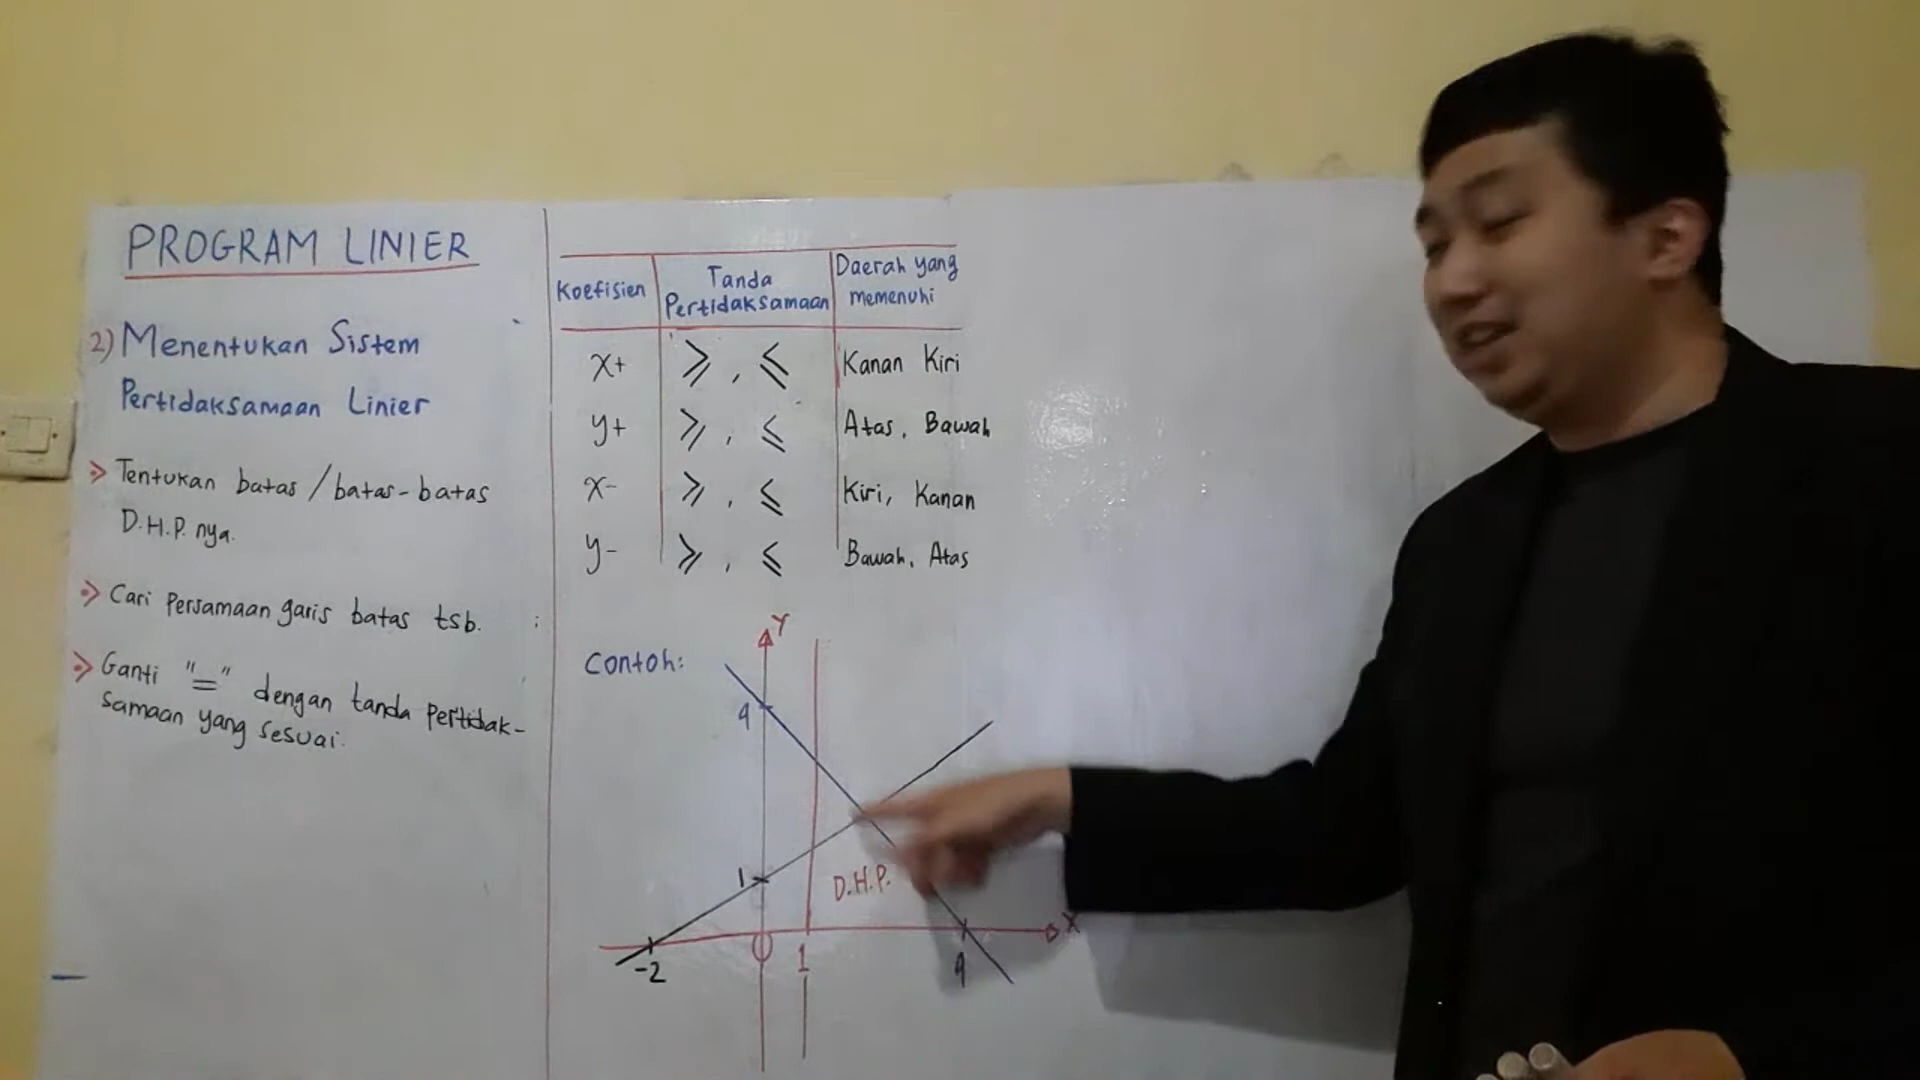 PROGRAM LINIER
2) Menentukan Sistem
Pertidaksamaan Linier
Tentukan batas / batas-batas
D.H.P. nya.
Cari Persamaan garis batas tsb.
Ganti "=" dengan tanda pertidak-
samaan yang sesuai.
Koefisien
Tanda
Pertidaksamaan
Daerah yang
memenuhi
x+ ≥, ≤ Kanan Kiri
y+ ≥, ≤ Atas, Bawah
x- ≥, ≤ Kiri, Kanan
y- ≥, ≤ Bawah, Atas
Contoh:
Y
4
1
D.H.P.
X
-2
0
1
4